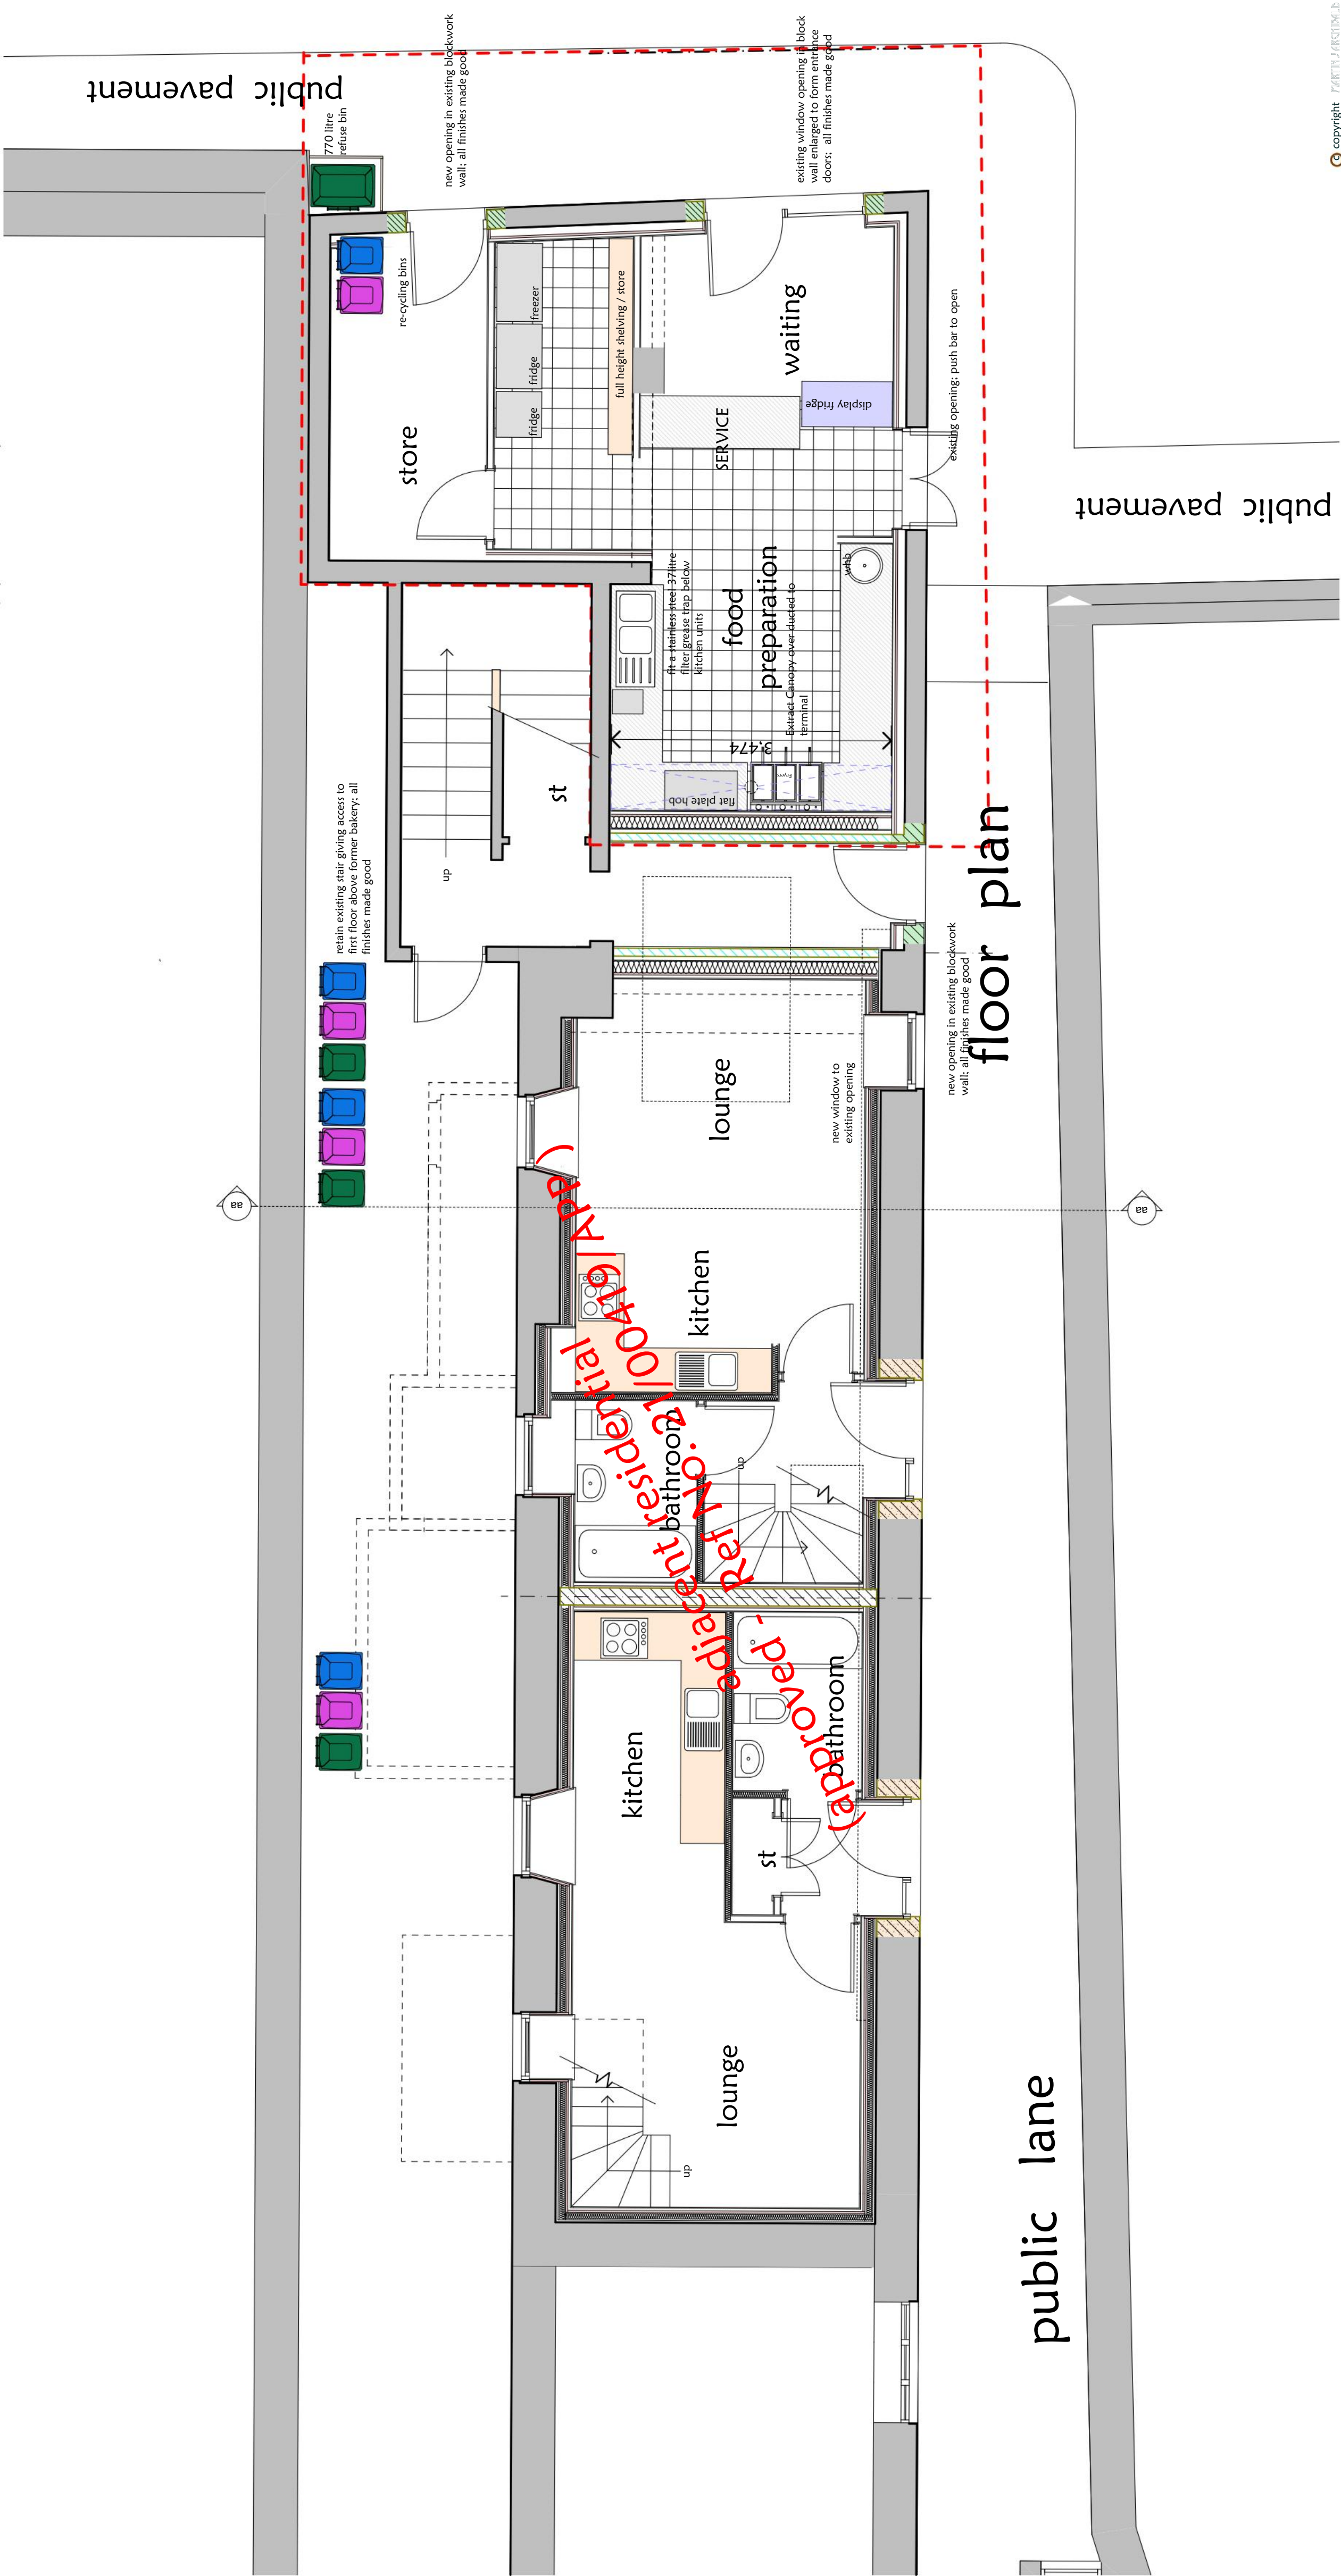 public pavement
770 litre
refuse bin
new opening in existing blockwork
wall; all finishes made good
existing window opening in block
wall enlarged to form entrance
doors; all finishes made good
© copyright MARTIN J ARCHIBALD
re-cycling bins
store
freezer
fridge
fridge
full height shelving / store
SERVICE
waiting
display fridge
existing opening; push bar to open
public pavement
fit a stainless steel 37litre
filter grease trap below
kitchen units
food
preparation
Extract Canopy over ducted to
terminal
whb
3,474
flat plate hob
Fryers
st
up
retain existing stair giving access to
first floor above former bakery; all
finishes made good
floor plan
new opening in existing blockwork
wall; all finishes made good
lounge
new window to
existing opening
aa
aa
kitchen
bathroom
up
adjacent residential
(approved - Ref No. 21/00419/APP)
kitchen
bathroom
st
lounge
up
public lane